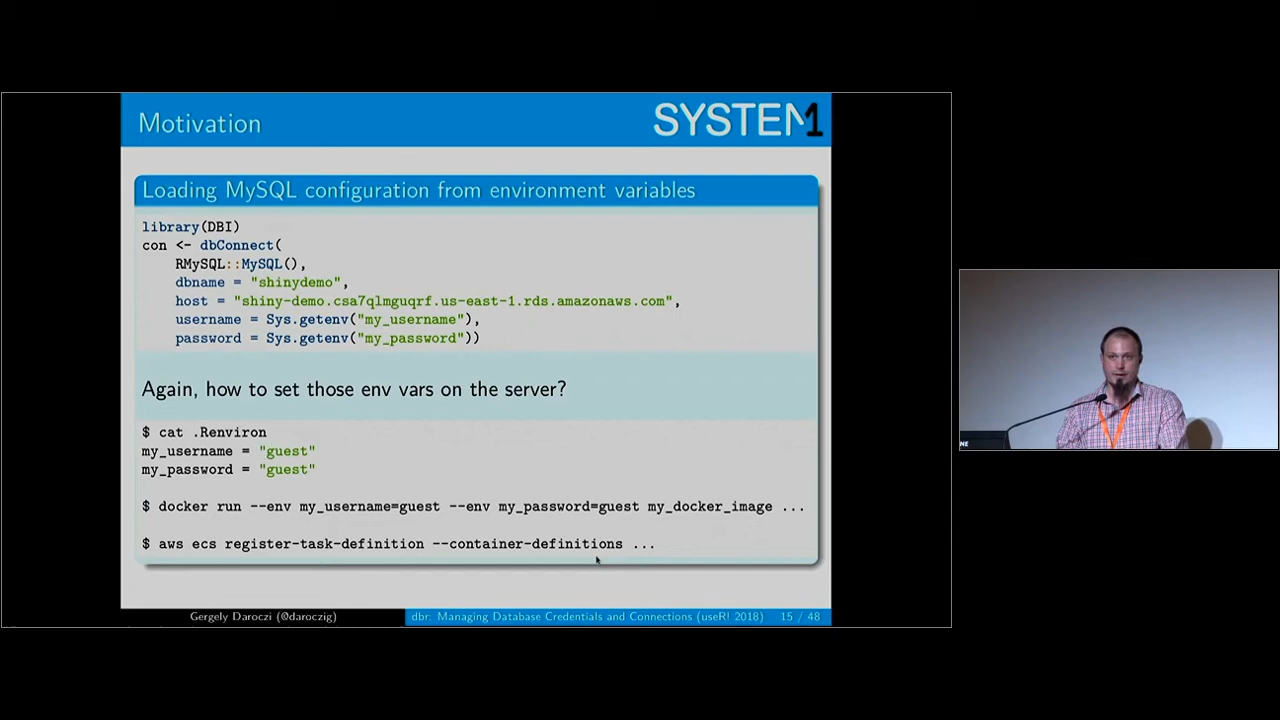 Motivation
SYSTEM1
Loading MySQL configuration from environment variables
library(DBI)
con <- dbConnect(
RMySQL::MySQL(),
dbname = "shinydemo",
host = "shiny-demo.csa7qlmguqrf.us-east-1.rds.amazonaws.com",
username = Sys.getenv("my_username"),
password = Sys.getenv("my_password"))
Again, how to set those env vars on the server?
$ cat .Renviron
my_username = "guest"
my_password = "guest"
$ docker run --env my_username=guest --env my_password=guest my_docker_image ...
$ aws ecs register-task-definition --container-definitions ...
Gergely Daroczi (@daroczig)
dbr: Managing Database Credentials and Connections (useR! 2018)
15 / 48